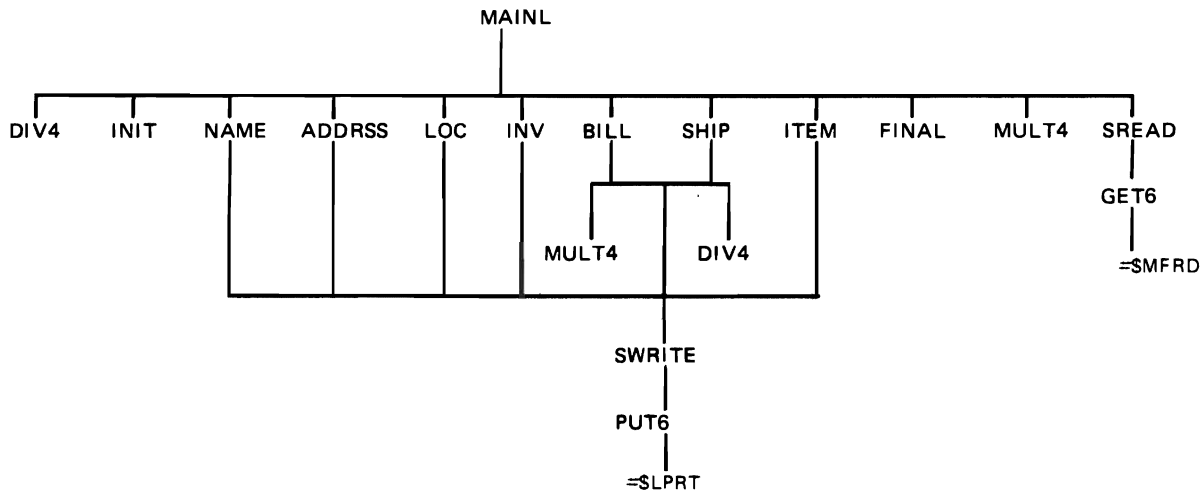 MAINL
DIV4 INIT NAME ADDRSS LOC INV BILL SHIP ITEM FINAL MULT4 SREAD
GET6
MULT4 DIV4
=$MFRD
SWRITE
PUT6
=$LPRT